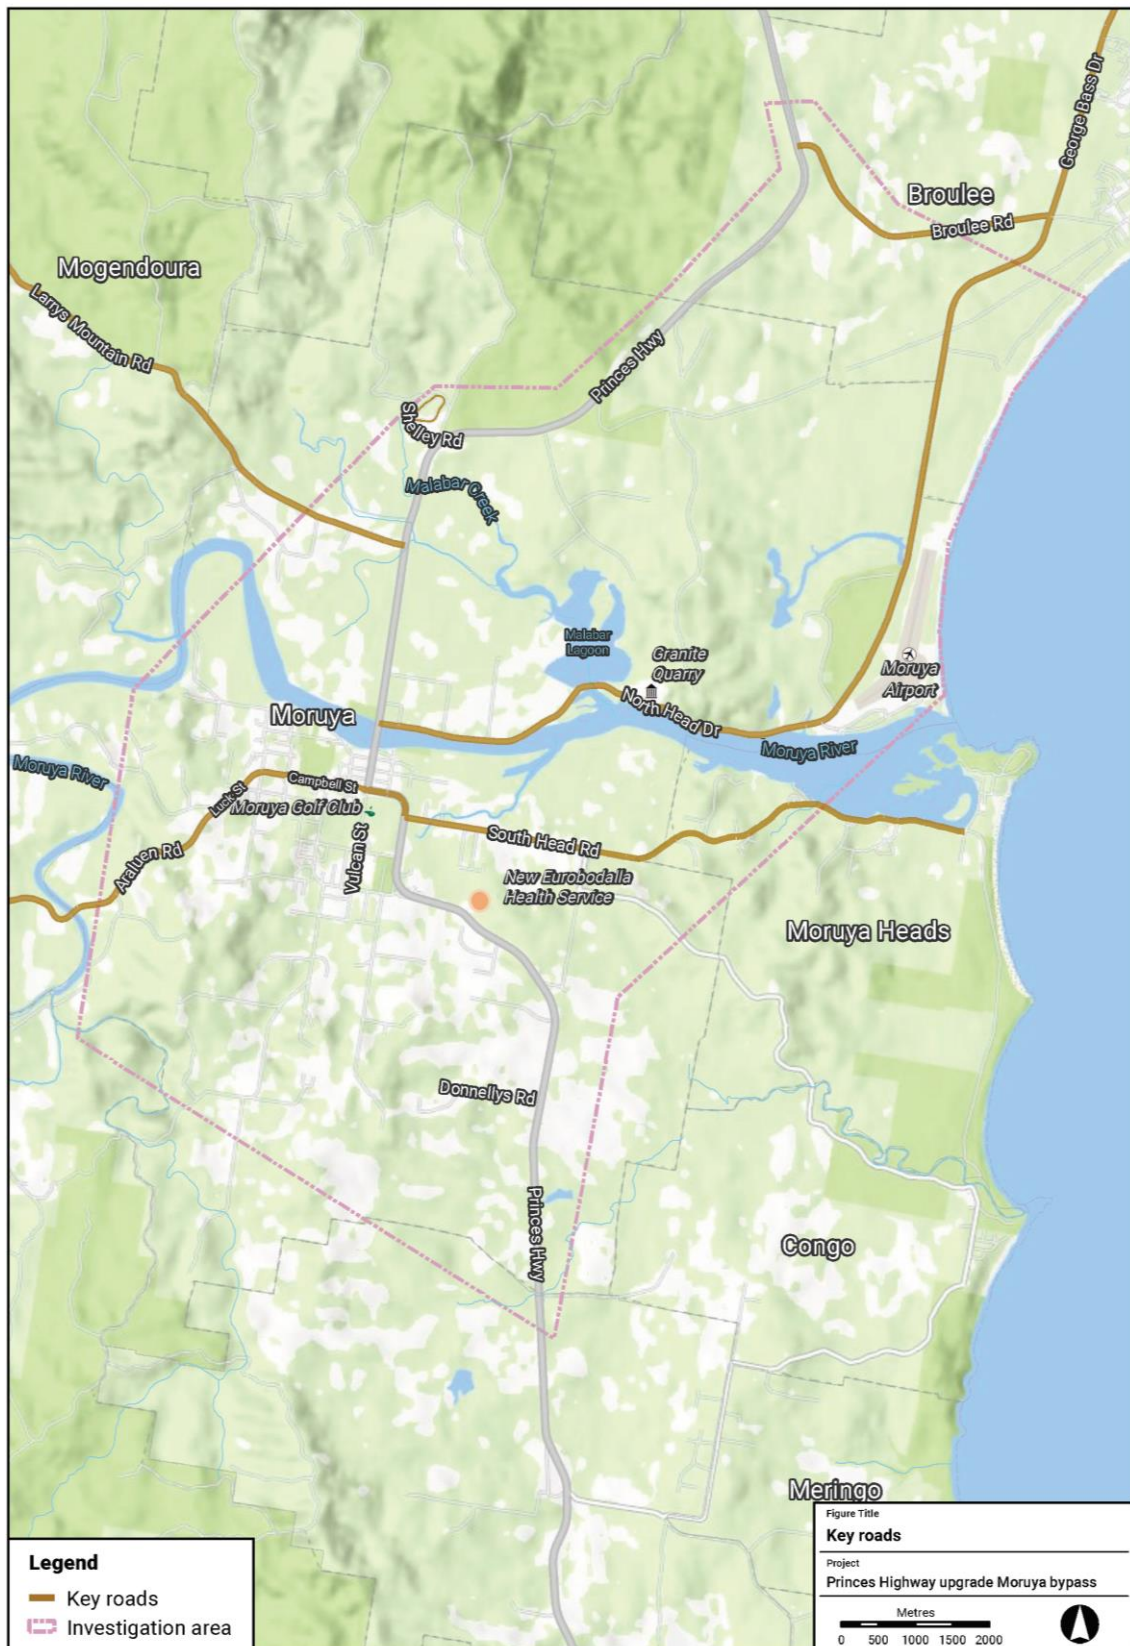 George Bass Dr
Broulee
Broulee Rd
Mogendoura
Larrys Mountain Rd
Princes Hwy
Shelley Rd
Malabar Creek
Malabar
Lagoon
Granite
Quarry
Moruya
Airport
North Head Dr
Moruya
Moruya River
Moruya River
Campbell St
Luck St
Moruya Golf Club
Vulcan St
South Head Rd
Araluen Rd
New Eurobodalla
Health Service
Moruya Heads
Donnellys Rd
Princes Hwy
Congo
Meringo
Legend
Key roads
Investigation area
Figure Title
Key roads
Project
Princes Highway upgrade Moruya bypass
Metres
0 500 1000 1500 2000